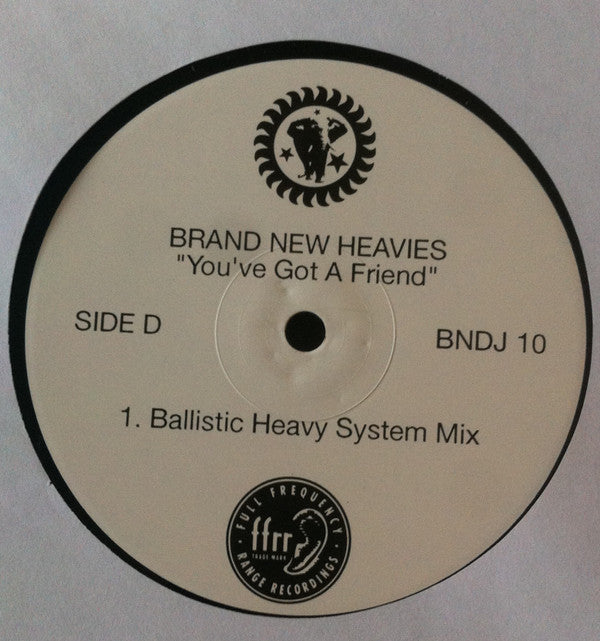 BRAND NEW HEAVIES
"You've Got A Friend"
SIDE D
BNDJ 10
1. Ballistic Heavy System Mix
FULL FREQUENCY
ffrr
TRADE MARK
RANGE RECORDINGS